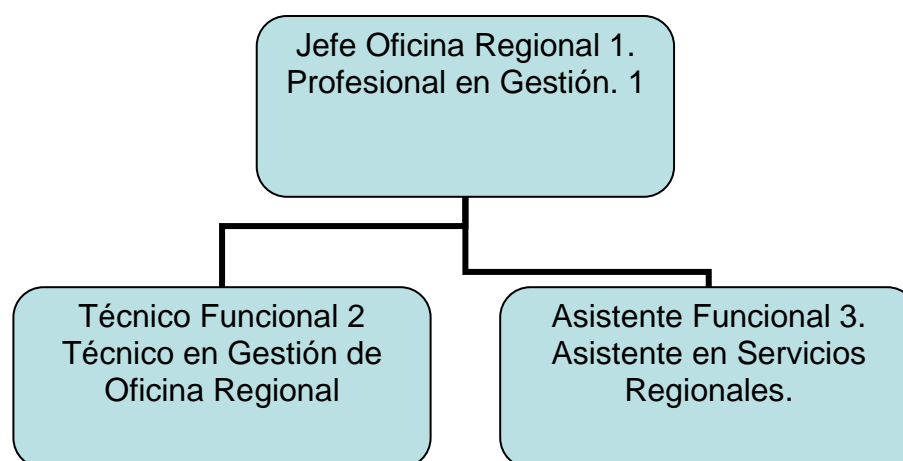 Jefe Oficina Regional 1.
Profesional en Gestión. 1
Técnico Funcional 2
Técnico en Gestión de
Oficina Regional
Asistente Funcional 3.
Asistente en Servicios
Regionales.